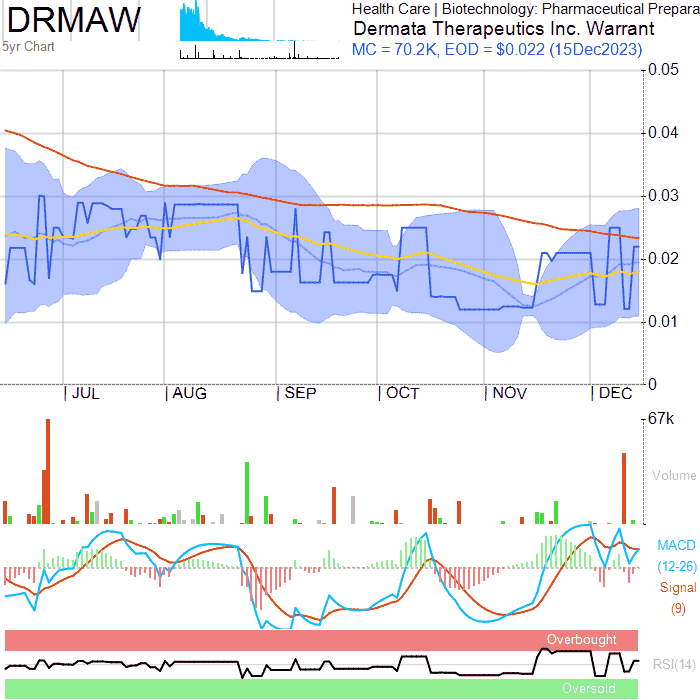 DRMAW
5yr Chart
Health Care | Biotechnology: Pharmaceutical Prepara
Dermata Therapeutics Inc. Warrant
MC = 70.2K, EOD = $0.022 (15Dec2023)
0.05
0.04
0.03
0.02
0.01
0
JUL AUG SEP OCT NOV DEC
67k
Volume
MACD
(12-26)
Signal
(9)
Overbought
RSI(14)
Oversold